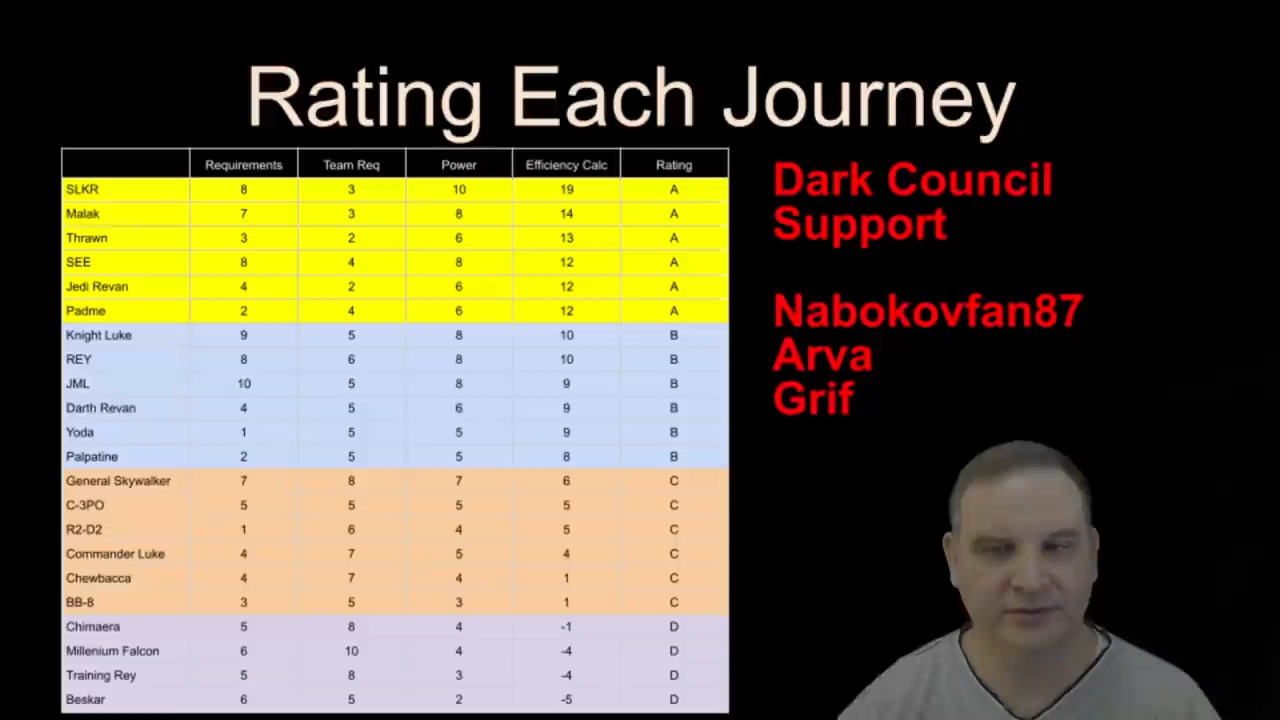 Rating Each Journey
Requirements Team Req Power Efficiency Calc Rating
SLKR 8 3 10 19 A
Malak 7 3 8 14 A
Thrawn 3 2 6 13 A
SEE 8 4 8 12 A
Jedi Revan 4 2 6 12 A
Padme 2 4 6 12 A
Knight Luke 9 5 8 10 B
REY 8 6 8 10 B
JML 10 5 8 9 B
Darth Revan 4 5 6 9 B
Yoda 1 5 5 9 B
Palpatine 2 5 5 8 B
General Skywalker 7 8 7 6 C
C-3PO 5 5 5 5 C
R2-D2 1 6 4 5 C
Commander Luke 4 7 5 4 C
Chewbacca 4 7 4 1 C
BB-8 3 5 3 1 C
Chimaera 5 8 4 -1 D
Millenium Falcon 6 10 4 -4 D
Training Rey 5 8 3 -4 D
Beskar 6 5 2 -5 D
Dark Council
Support
Nabokovfan87
Arva
Grif